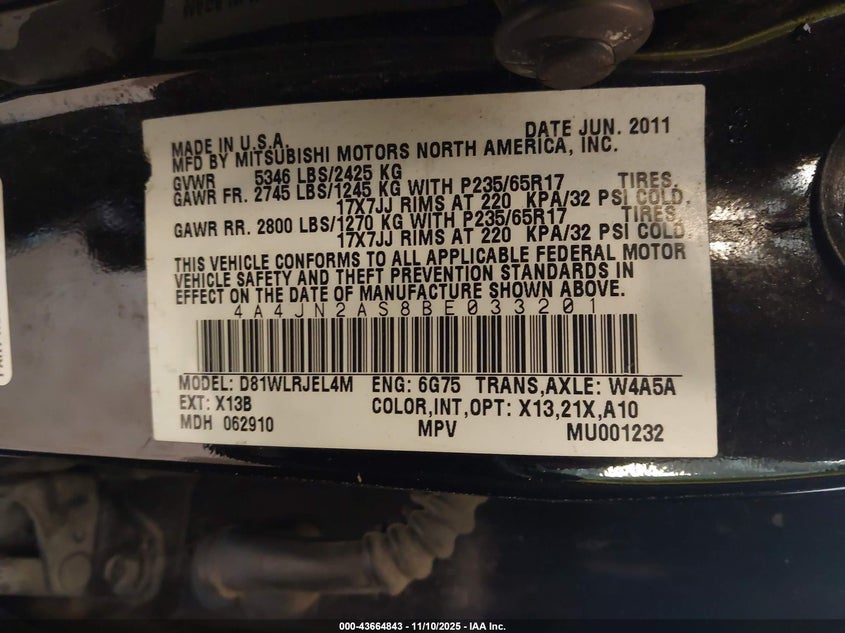 MADE IN U.S.A. DATE JUN. 2011
MFD BY MITSUBISHI MOTORS NORTH AMERICA, INC.
GVWR 5346 LBS/2425 KG
GAWR FR. 2745 LBS/1245 KG WITH P235/65R17 TIRES,
17X7JJ RIMS AT 220 KPA/32 PSI COLD,
GAWR RR. 2800 LBS/1270 KG WITH P235/65R17 TIRES,
17X7JJ RIMS AT 220 KPA/32 PSI COLD
THIS VEHICLE CONFORMS TO ALL APPLICABLE FEDERAL MOTOR
VEHICLE SAFETY AND THEFT PREVENTION STANDARDS IN
EFFECT ON THE DATE OF MANUFACTURE SHOWN ABOVE.
4A4JN2AS8BE033201
MODEL: D81WLRJEL4M ENG: 6G75 TRANS,AXLE: W4A5A
EXT: X13B COLOR,INT,OPT: X13,21X,A10
MDH 062910 MPV MU001232
000-43664843 - 11/10/2025 - IAA Inc.